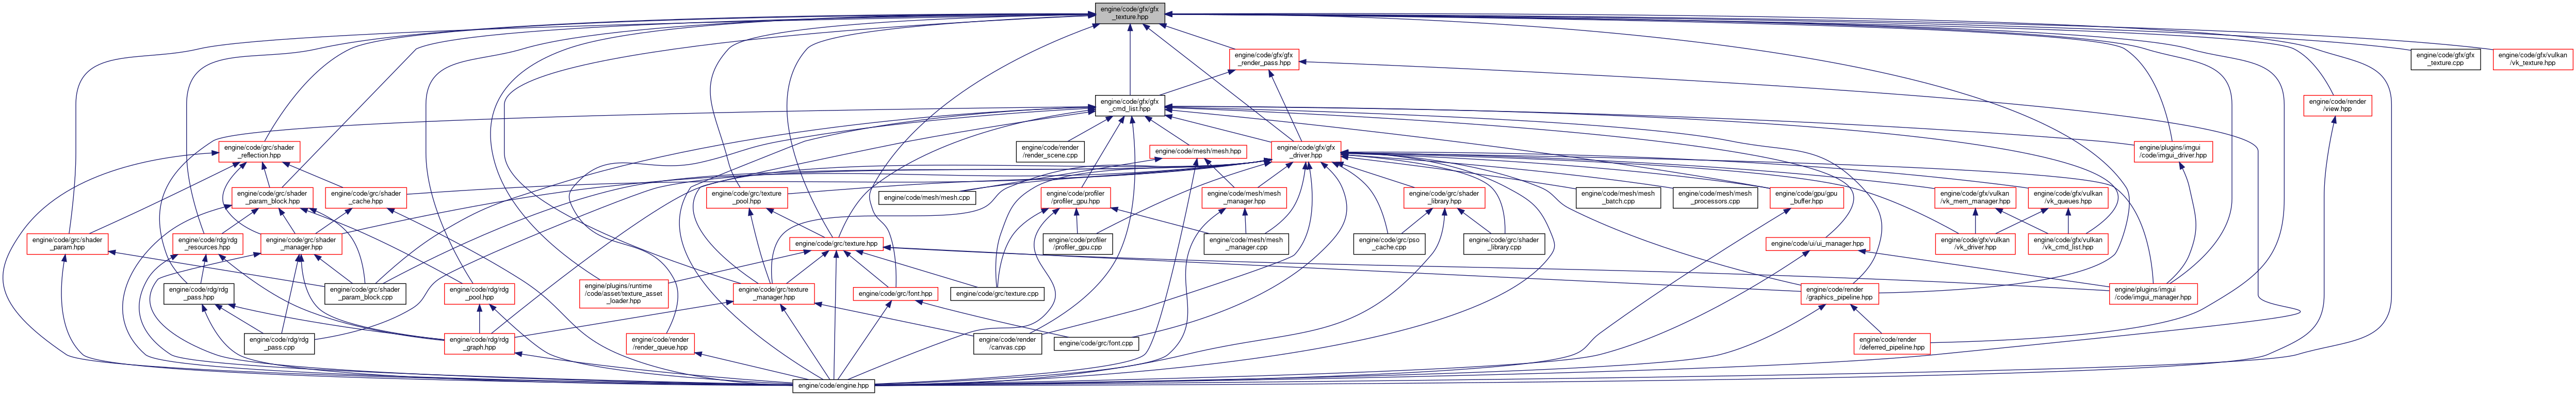 engine/code/gfx/gfx
_texture.hpp
engine/code/gfx/gfx
_render_pass.hpp
engine/code/gfx/gfx
_texture.cpp
engine/code/gfx/vulkan
/vk_texture.hpp
engine/code/gfx/gfx
_cmd_list.hpp
engine/code/render
/view.hpp
engine/code/grc/shader
_reflection.hpp
engine/code/render
/render_scene.cpp
engine/code/mesh/mesh.hpp
engine/code/gfx/gfx
_driver.hpp
engine/plugins/imgui
/code/imgui_driver.hpp
engine/code/grc/shader
_param_block.hpp
engine/code/grc/shader
_cache.hpp
engine/code/grc/texture
_pool.hpp
engine/code/mesh/mesh.cpp
engine/code/profiler
/profiler_gpu.hpp
engine/code/mesh/mesh
_manager.hpp
engine/code/grc/shader
_library.hpp
engine/code/mesh/mesh
_batch.cpp
engine/code/mesh/mesh
_processors.cpp
engine/code/gpu/gpu
_buffer.hpp
engine/code/gfx/vulkan
/vk_mem_manager.hpp
engine/code/gfx/vulkan
/vk_queues.hpp
engine/code/grc/shader
_param.hpp
engine/code/rdg/rdg
_resources.hpp
engine/code/grc/shader
_manager.hpp
engine/code/grc/texture.hpp
engine/code/profiler
/profiler_gpu.cpp
engine/code/mesh/mesh
_manager.cpp
engine/code/grc/pso
_cache.cpp
engine/code/grc/shader
_library.cpp
engine/code/ui/ui_manager.hpp
engine/code/gfx/vulkan
/vk_driver.hpp
engine/code/gfx/vulkan
/vk_cmd_list.hpp
engine/code/rdg/rdg
_pass.hpp
engine/code/grc/shader
_param_block.cpp
engine/code/rdg/rdg
_pool.hpp
engine/plugins/runtime
/code/asset/texture_asset
_loader.hpp
engine/code/grc/texture
_manager.hpp
engine/code/grc/font.hpp
engine/code/grc/texture.cpp
engine/code/render
/graphics_pipeline.hpp
engine/plugins/imgui
/code/imgui_manager.hpp
engine/code/rdg/rdg
_pass.cpp
engine/code/rdg/rdg
_graph.hpp
engine/code/render
/render_queue.hpp
engine/code/render
/canvas.cpp
engine/code/grc/font.cpp
engine/code/render
/deferred_pipeline.hpp
engine/code/engine.hpp